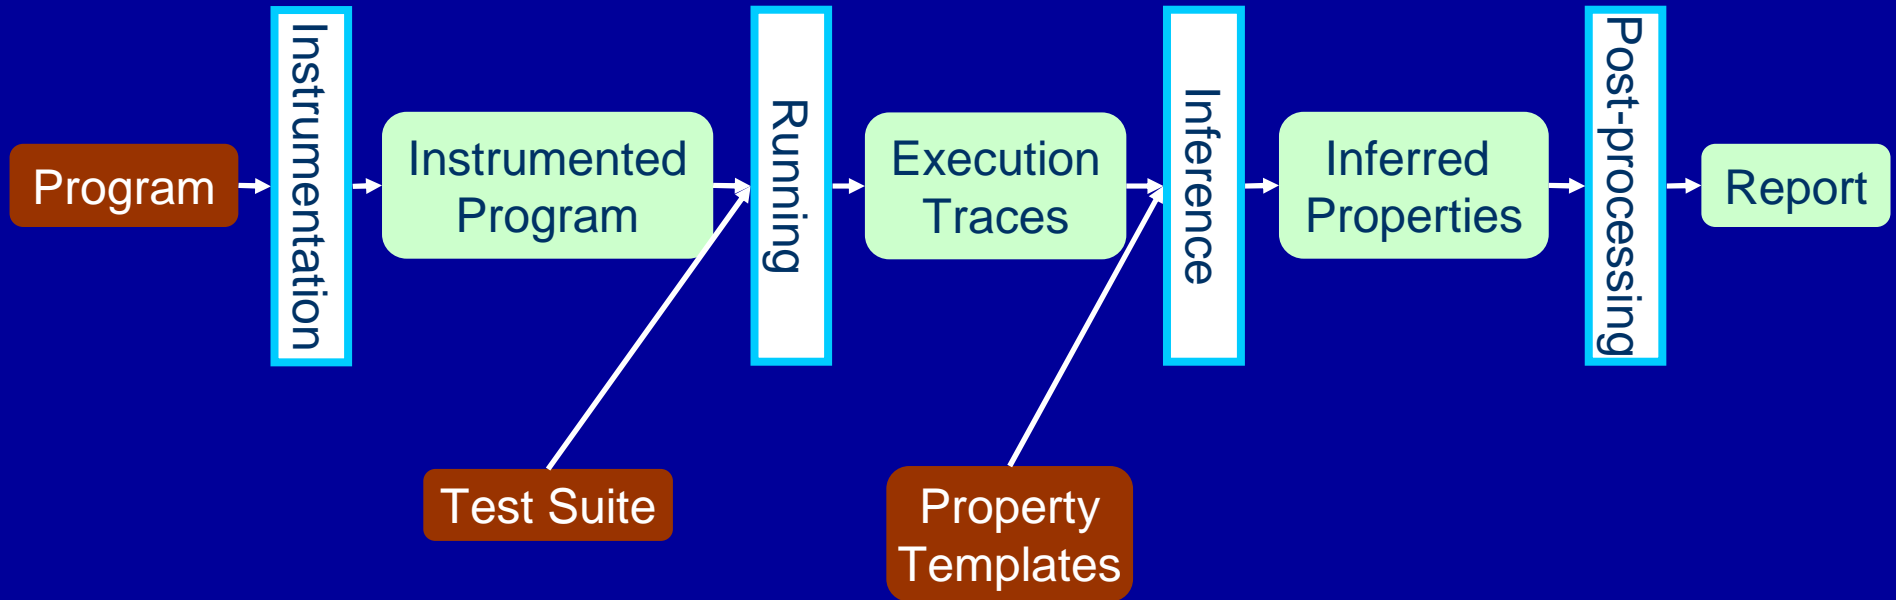 Program
Instrumentation
Instrumented
Program
Running
Execution
Traces
Inference
Inferred
Properties
Post-processing
Report
Test Suite
Property
Templates